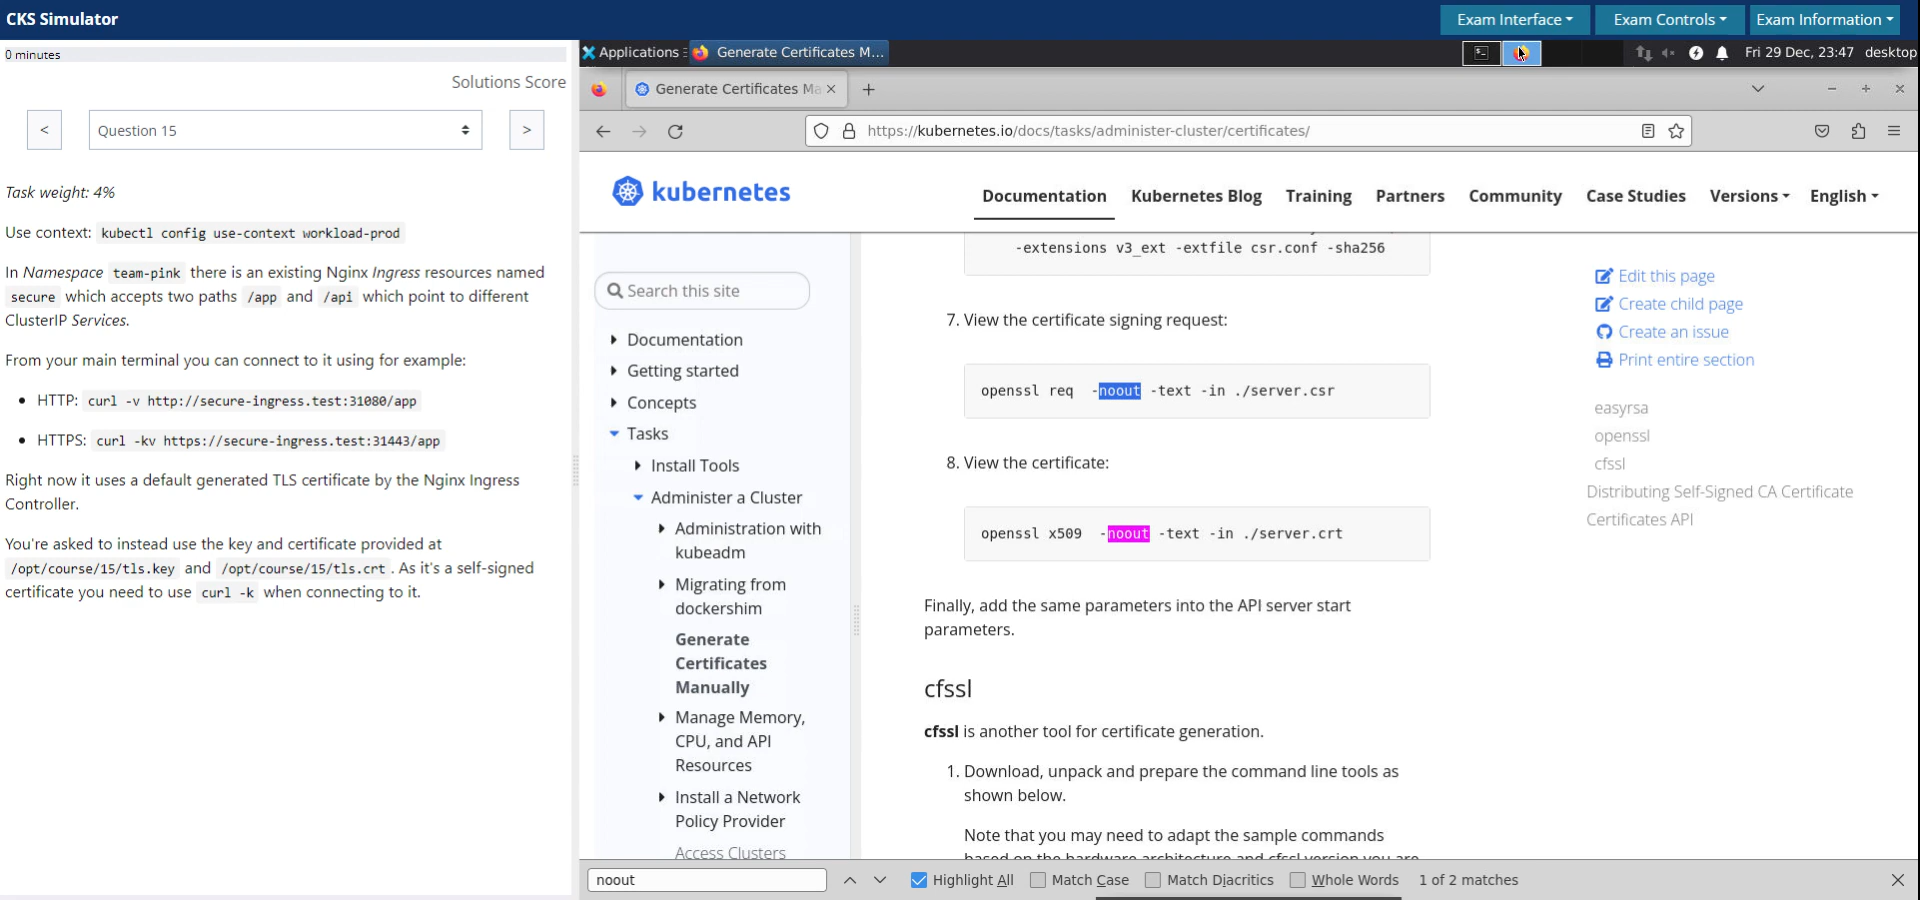 CKS Simulator
Exam Interface
Exam Controls
Exam Information
0 minutes
Solutions Score
<
Question 15
>
Task weight: 4%
Use context: kubectl config use-context workload-prod
In Namespace team-pink there is an existing Nginx Ingress resources named
secure which accepts two paths /app and /api which point to different
ClusterIP Services.
From your main terminal you can connect to it using for example:
HTTP: curl -v http://secure-ingress.test:31080/app
HTTPS: curl -kv https://secure-ingress.test:31443/app
Right now it uses a default generated TLS certificate by the Nginx Ingress
Controller.
You're asked to instead use the key and certificate provided at
/opt/course/15/tls.key and /opt/course/15/tls.crt . As it's a self-signed
certificate you need to use curl -k when connecting to it.
Applications
Generate Certificates M...
Fri 29 Dec, 23:47
desktop
Generate Certificates Ma
https://kubernetes.io/docs/tasks/administer-cluster/certificates/
kubernetes
Documentation
Kubernetes Blog
Training
Partners
Community
Case Studies
Versions
English
Search this site
Documentation
Getting started
Concepts
Tasks
Install Tools
Administer a Cluster
Administration with
kubeadm
Migrating from
dockershim
Generate
Certificates
Manually
Manage Memory,
CPU, and API
Resources
Install a Network
Policy Provider
Access Clusters
-extensions v3_ext -extfile csr.conf -sha256
7. View the certificate signing request:
openssl req  -noout -text -in ./server.csr
8. View the certificate:
openssl x509  -noout -text -in ./server.crt
Finally, add the same parameters into the API server start
parameters.
cfssl
cfssl is another tool for certificate generation.
1. Download, unpack and prepare the command line tools as
shown below.
Note that you may need to adapt the sample commands
based on the hardware architecture and cfssl version you are
Edit this page
Create child page
Create an issue
Print entire section
easyrsa
openssl
cfssl
Distributing Self-Signed CA Certificate
Certificates API
noout
Highlight All
Match Case
Match Diacritics
Whole Words
1 of 2 matches